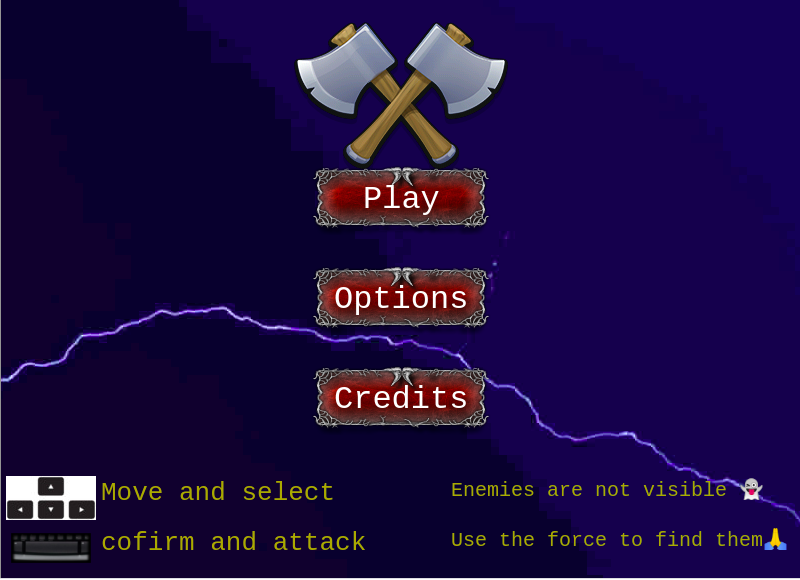 Play
Options
Credits
Move and select
cofirm and attack
Enemies are not visible 👻
Use the force to find them🙏